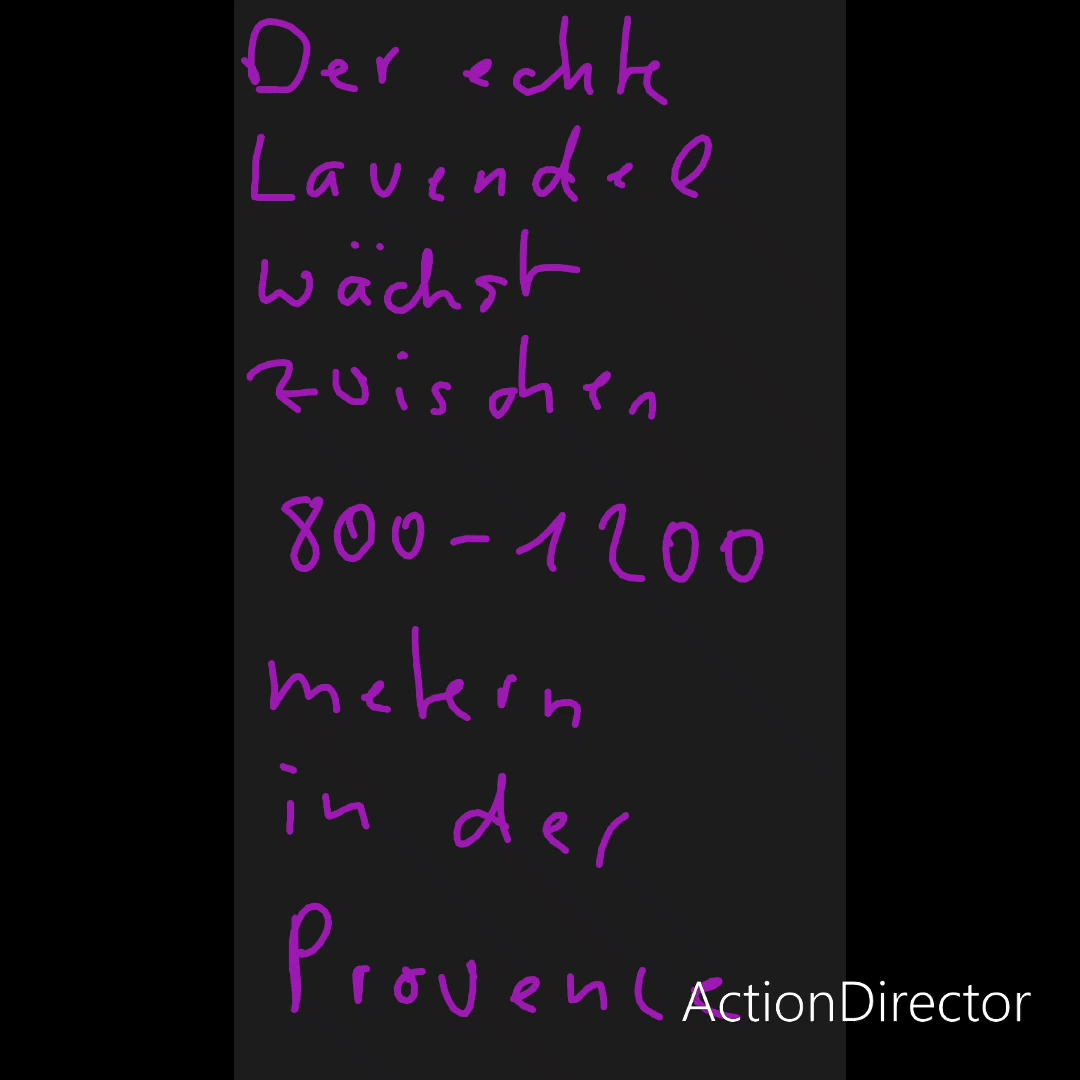 Der echte
Lavendel
wächst
zwischen
800-1200
metern
in der
Provence
ActionDirector